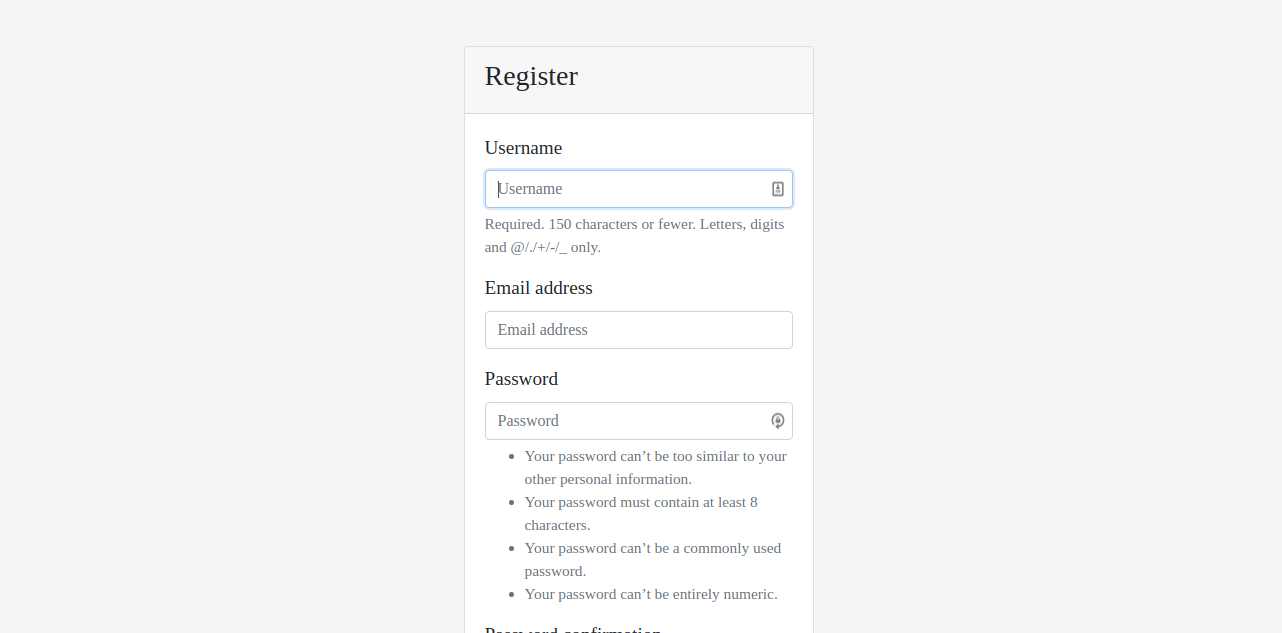 Register
Username
Username
Required. 150 characters or fewer. Letters, digits
and @/./+/-/_ only.
Email address
Email address
Password
Password
Your password can’t be too similar to your
other personal information.
Your password must contain at least 8
characters.
Your password can’t be a commonly used
password.
Your password can’t be entirely numeric.
Password confirmation